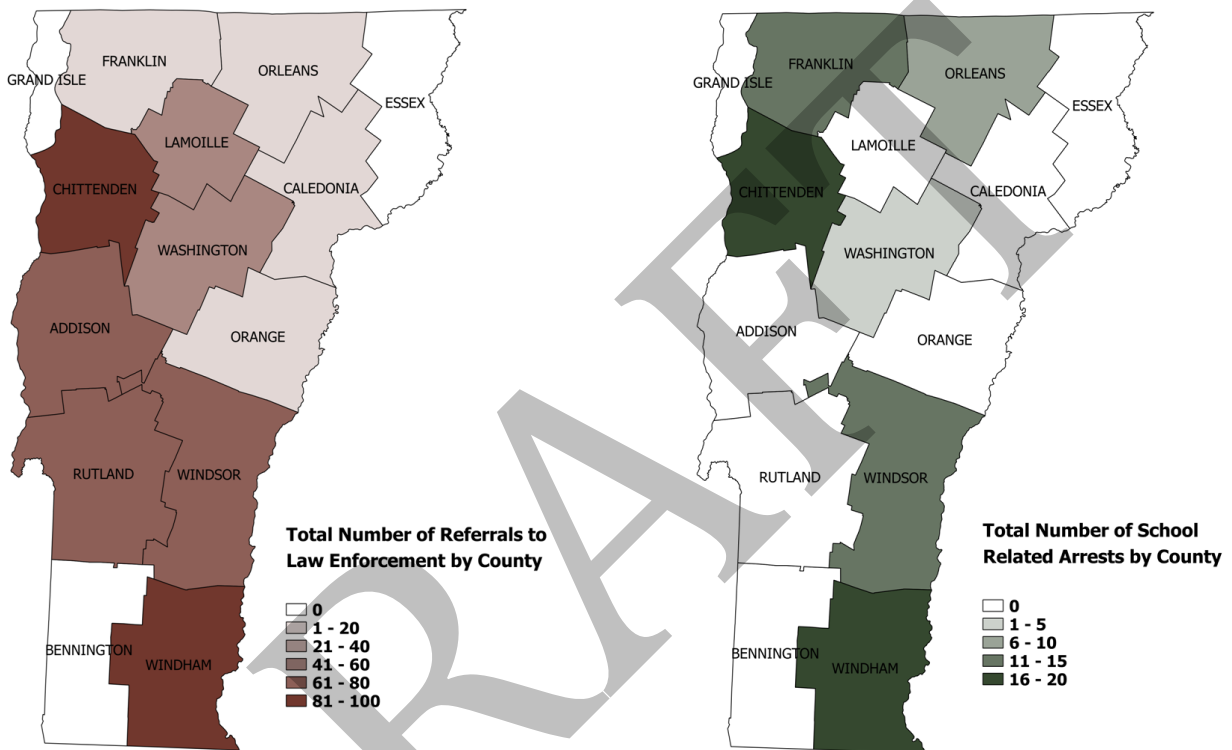 FRANKLIN
ORLEANS
GRAND ISLE
ESSEX
LAMOILLE
CHITTENDEN
CALEDONIA
WASHINGTON
ADDISON
ORANGE
RUTLAND
WINDSOR
BENNINGTON
WINDHAM
Total Number of Referrals to
Law Enforcement by County
0
1 - 20
21 - 40
41 - 60
61 - 80
81 - 100
FRANKLIN
ORLEANS
GRAND ISLE
ESSEX
LAMOILLE
CHITTENDEN
CALEDONIA
WASHINGTON
ADDISON
ORANGE
RUTLAND
WINDSOR
BENNINGTON
WINDHAM
Total Number of School
Related Arrests by County
0
1 - 5
6 - 10
11 - 15
16 - 20
RAFT